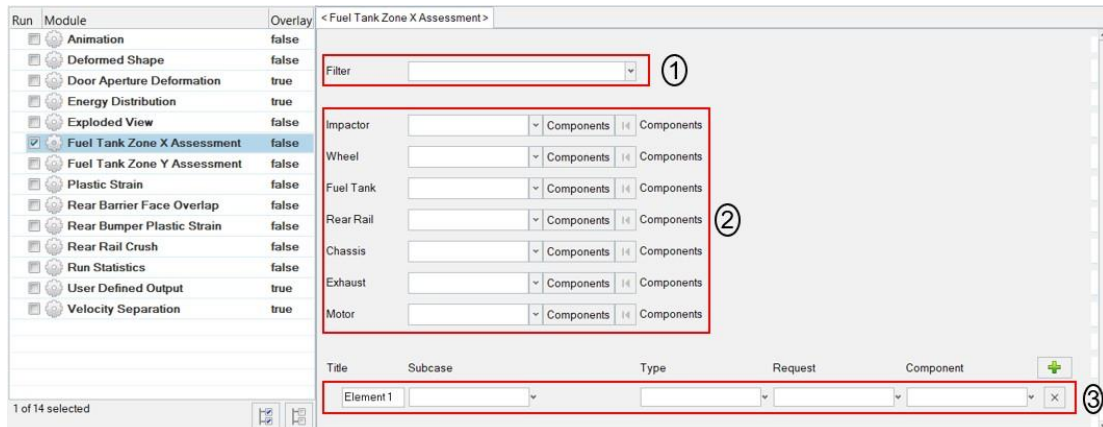 Run Module Overlay
Animation false
Deformed Shape false
Door Aperture Deformation true
Energy Distribution true
Exploded View false
Fuel Tank Zone X Assessment false
Fuel Tank Zone Y Assessment false
Plastic Strain false
Rear Barrier Face Overlap false
Rear Bumper Plastic Strain false
Rear Rail Crush false
Run Statistics false
User Defined Output true
Velocity Separation true
1 of 14 selected
< Fuel Tank Zone X Assessment >
Filter
①
Impactor Components Components
Wheel Components Components
Fuel Tank Components Components
Rear Rail Components Components
②
Chassis Components Components
Exhaust Components Components
Motor Components Components
Title Subcase Type Request Component
Element 1
③